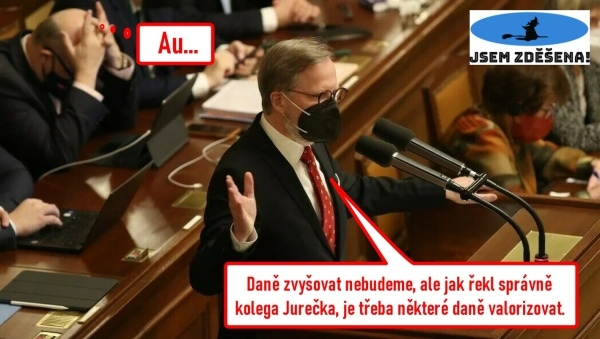 Au...
JSEM ZDĚŠENA!
Daně zvyšovat nebudeme, ale jak řekl správně
kolega Jurečka, je třeba některé daně valorizovat.